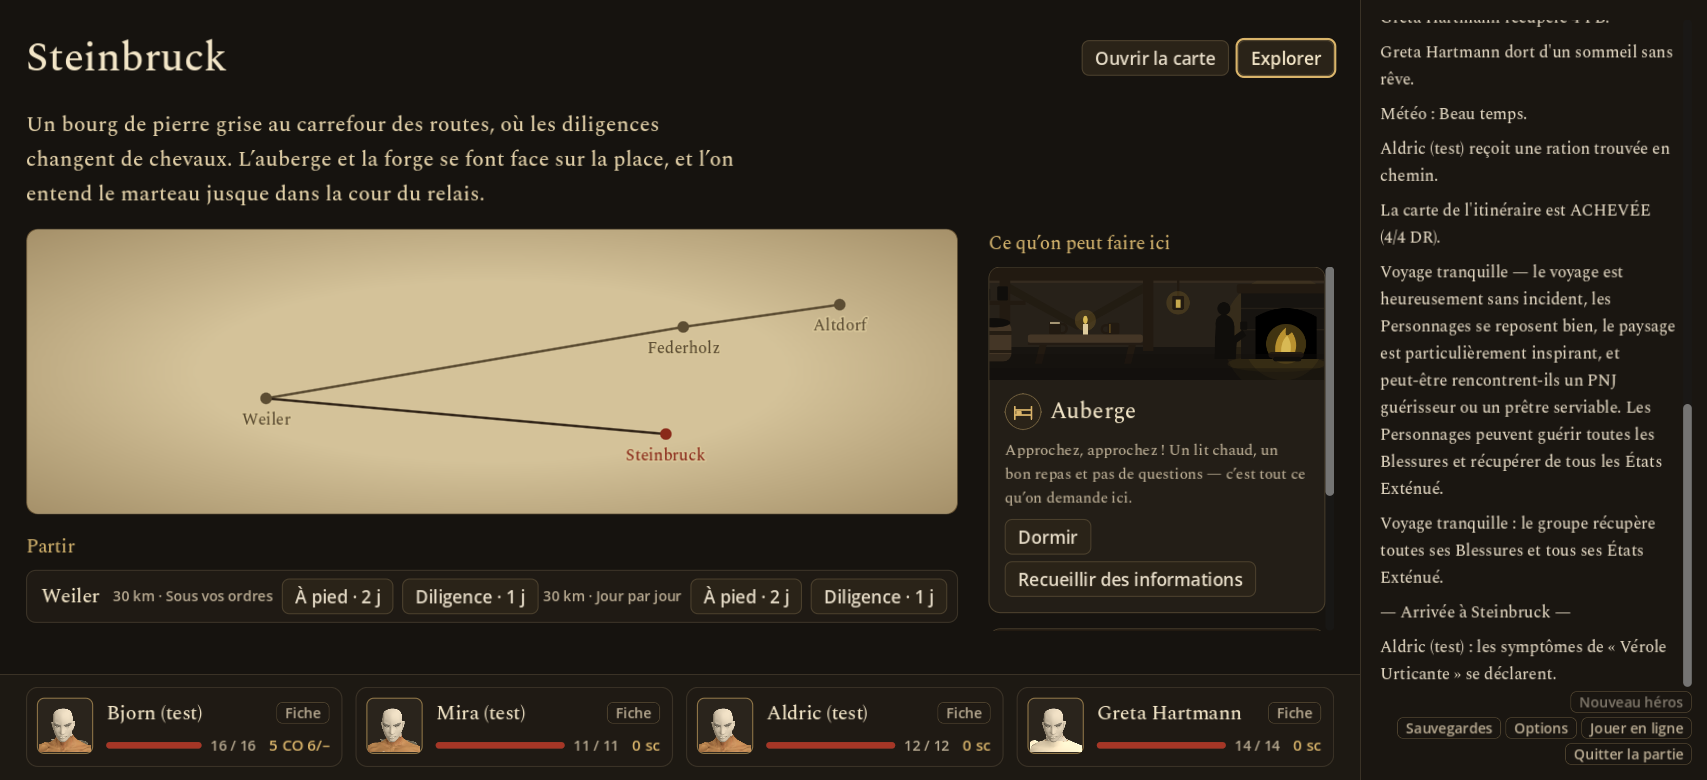 Steinbruck
Ouvrir la carte
Explorer
Un bourg de pierre grise au carrefour des routes, où les diligences
changent de chevaux. L’auberge et la forge se font face sur la place, et l’on
entend le marteau jusque dans la cour du relais.
Altdorf
Federholz
Weiler
Steinbruck
Partir
Weiler 30 km · Sous vos ordres À pied · 2 j Diligence · 1 j 30 km · Jour par jour À pied · 2 j Diligence · 1 j
Ce qu’on peut faire ici
Auberge
Approchez, approchez ! Un lit chaud, un
bon repas et pas de questions — c’est tout ce
qu’on demande ici.
Dormir
Recueillir des informations
Bjorn (test) Fiche
16 / 16 5 CO 6/–
Mira (test) Fiche
11 / 11 0 sc
Aldric (test) Fiche
12 / 12 0 sc
Greta Hartmann Fiche
14 / 14 0 sc
Greta Hartmann récupère 4 PB.
Greta Hartmann dort d'un sommeil sans
rêve.
Météo : Beau temps.
Aldric (test) reçoit une ration trouvée en
chemin.
La carte de l'itinéraire est ACHEVÉE
(4/4 DR).
Voyage tranquille — le voyage est
heureusement sans incident, les
Personnages se reposent bien, le paysage
est particulièrement inspirant, et
peut-être rencontrent-ils un PNJ
guérisseur ou un prêtre serviable. Les
Personnages peuvent guérir toutes les
Blessures et récupérer de tous les États
Exténué.
Voyage tranquille : le groupe récupère
toutes ses Blessures et tous ses États
Exténué.
— Arrivée à Steinbruck —
Aldric (test) : les symptômes de « Vérole
Urticante » se déclarent.
Nouveau héros
Sauvegardes Options Jouer en ligne
Quitter la partie